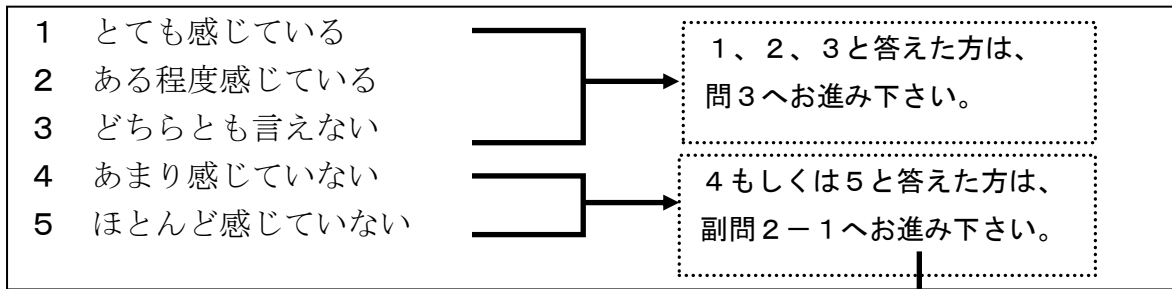 1 とても感じている
2 ある程度感じている
3 どちらとも言えない
4 あまり感じていない
5 ほとんど感じていない
1、2、3と答えた方は、
問3へお進み下さい。
4もしくは5と答えた方は、
副問2-1へお進み下さい。